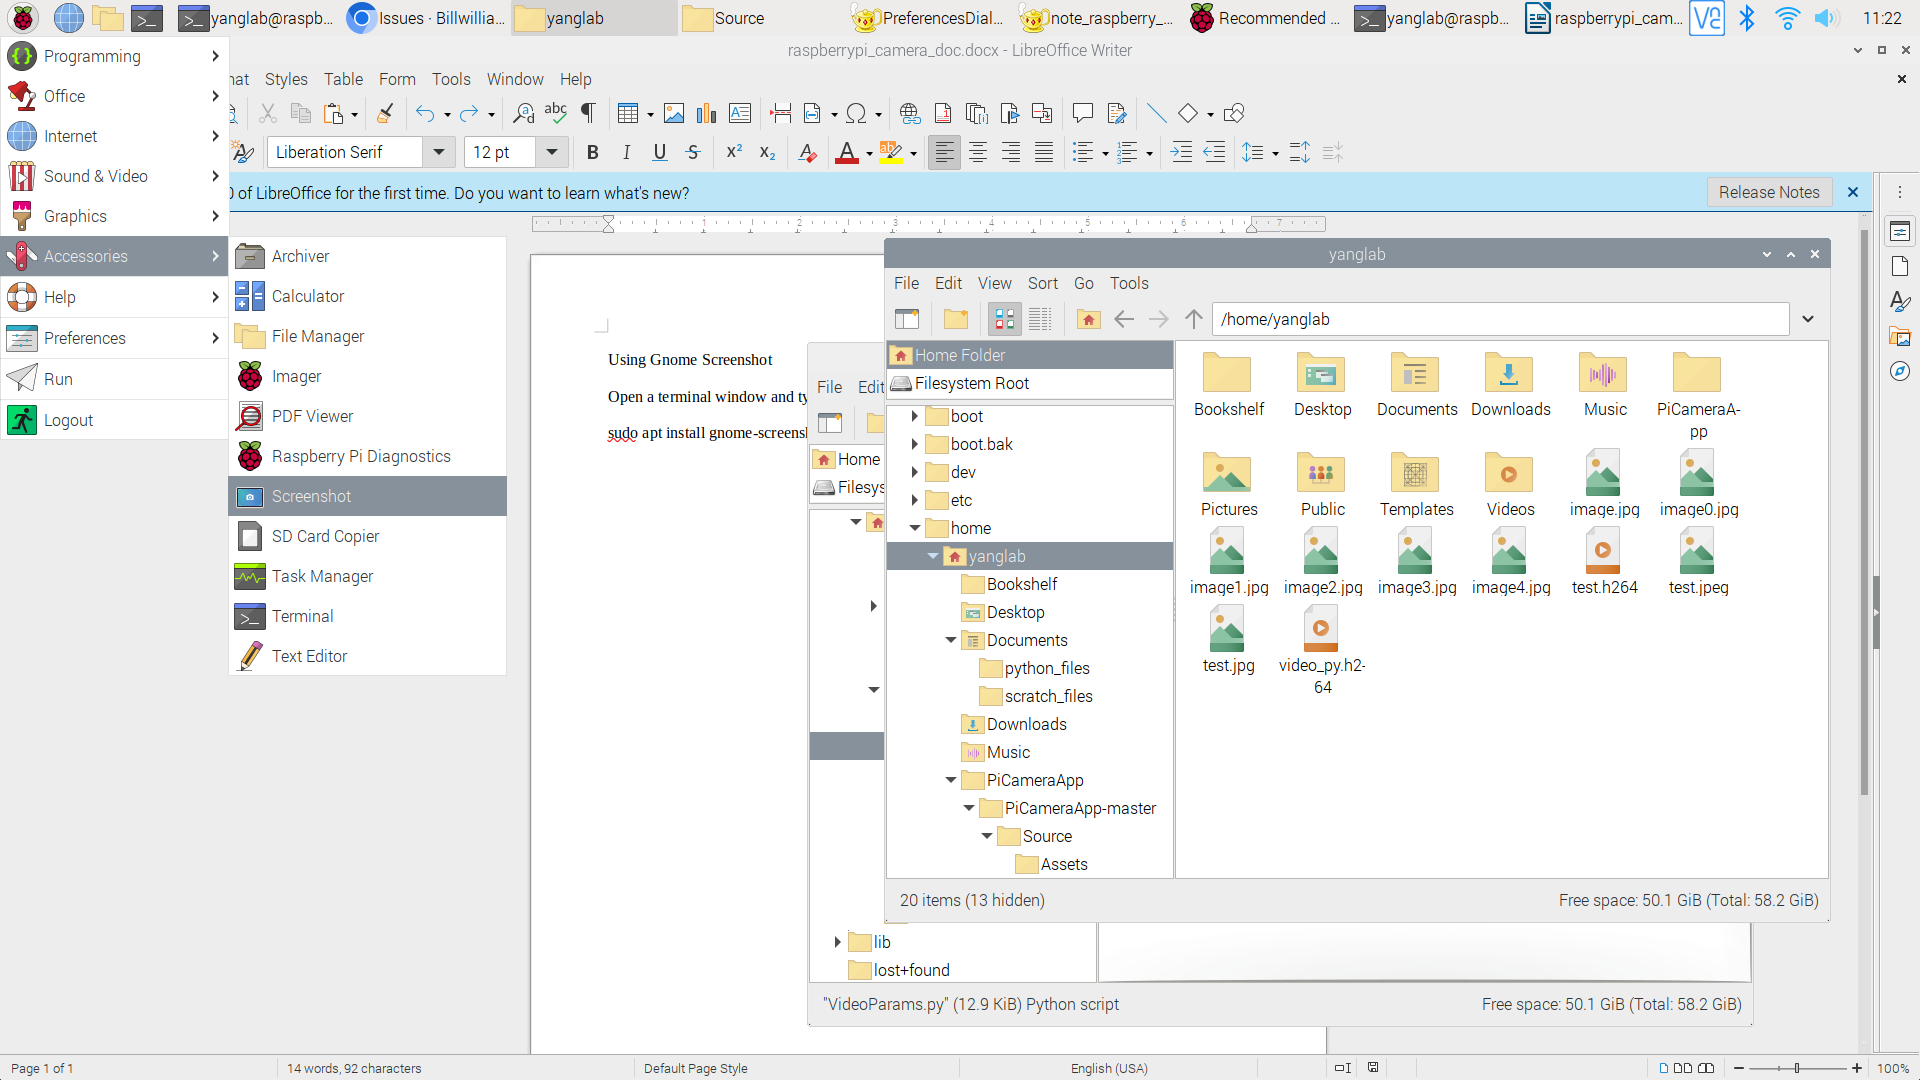 yanglab@raspb...
Issues · Billwillia...
yanglab
Source
PreferencesDial...
note_raspberry_...
Recommended ...
yanglab@raspb...
raspberrypi_cam...
11:22
raspberrypi_camera_doc.docx - LibreOffice Writer
Programming
Office
Internet
Sound & Video
Graphics
Accessories
Help
Preferences
Run
Logout
Archiver
Calculator
File Manager
Imager
PDF Viewer
Raspberry Pi Diagnostics
Screenshot
SD Card Copier
Task Manager
Terminal
Text Editor
Styles Table Form Tools Window Help
Liberation Serif
12 pt
of LibreOffice for the first time. Do you want to learn what's new?
Release Notes
1 2 3 4 5 6 7
Using Gnome Screenshot
Open a terminal window and ty
sudo apt install gnome-screensh
File Edit
Home
Filesys
lib
lost+found
"VideoParams.py" (12.9 KiB) Python script
Free space: 50.1 GiB (Total: 58.2 GiB)
yanglab
File Edit View Sort Go Tools
/home/yanglab
Home Folder
Filesystem Root
boot
boot.bak
dev
etc
home
yanglab
Bookshelf
Desktop
Documents
python_files
scratch_files
Downloads
Music
PiCameraApp
PiCameraApp-master
Source
Assets
Bookshelf
Desktop
Documents
Downloads
Music
PiCameraA-
pp
Pictures
Public
Templates
Videos
image.jpg
image0.jpg
image1.jpg
image2.jpg
image3.jpg
image4.jpg
test.h264
test.jpeg
test.jpg
video_py.h2-
64
20 items (13 hidden)
Free space: 50.1 GiB (Total: 58.2 GiB)
Page 1 of 1
14 words, 92 characters
Default Page Style
English (USA)
100%